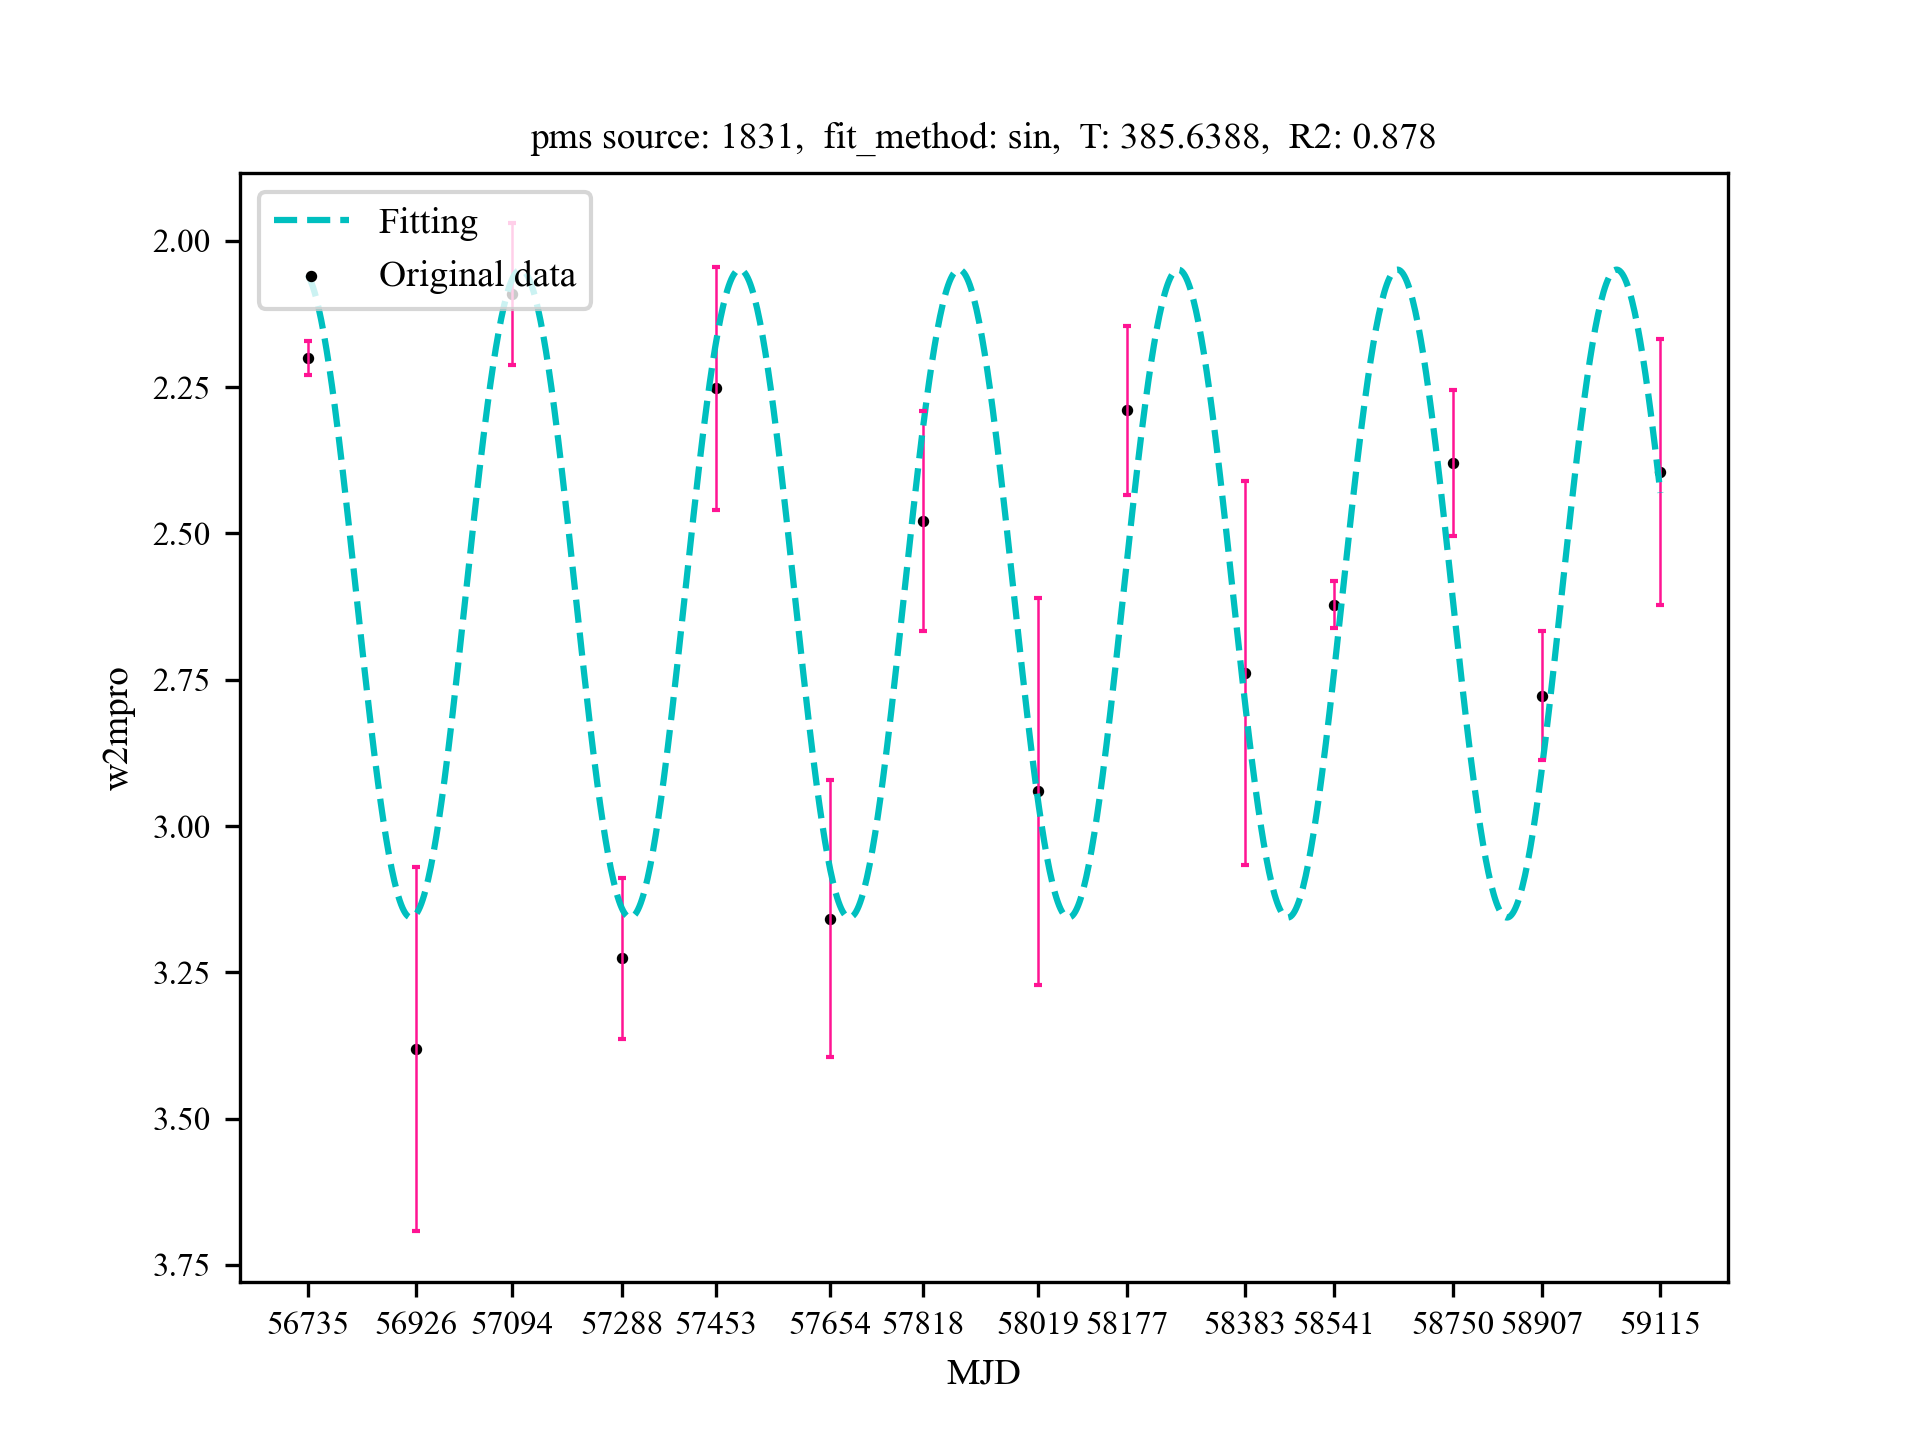 pms source: 1831, fit_method: sin, T: 385.6388, R2: 0.878
Fitting
Original data
2.00
2.25
2.50
2.75
3.00
3.25
3.50
3.75
w2mpro
56735 56926 57094 57288 57453 57654 57818 58019 58177 58383 58541 58750 58907 59115
MJD